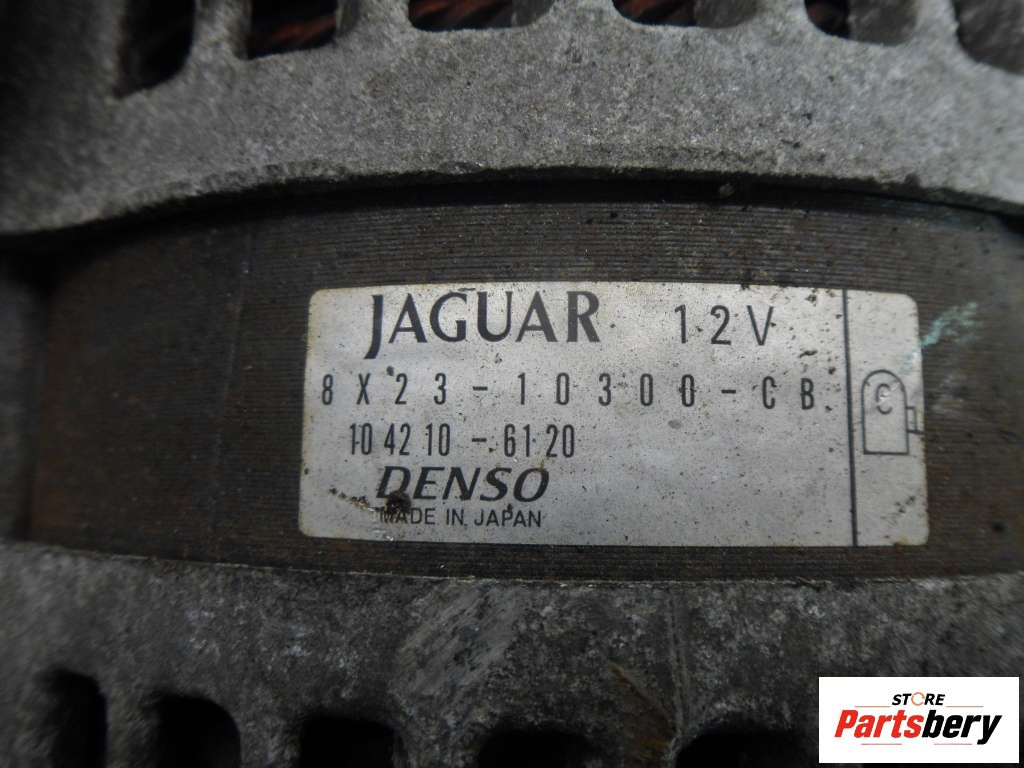 JAGUAR 12V
8X23-10300-CB
C
104210-6120
DENSO
MADE IN JAPAN
STORE
Partsbery